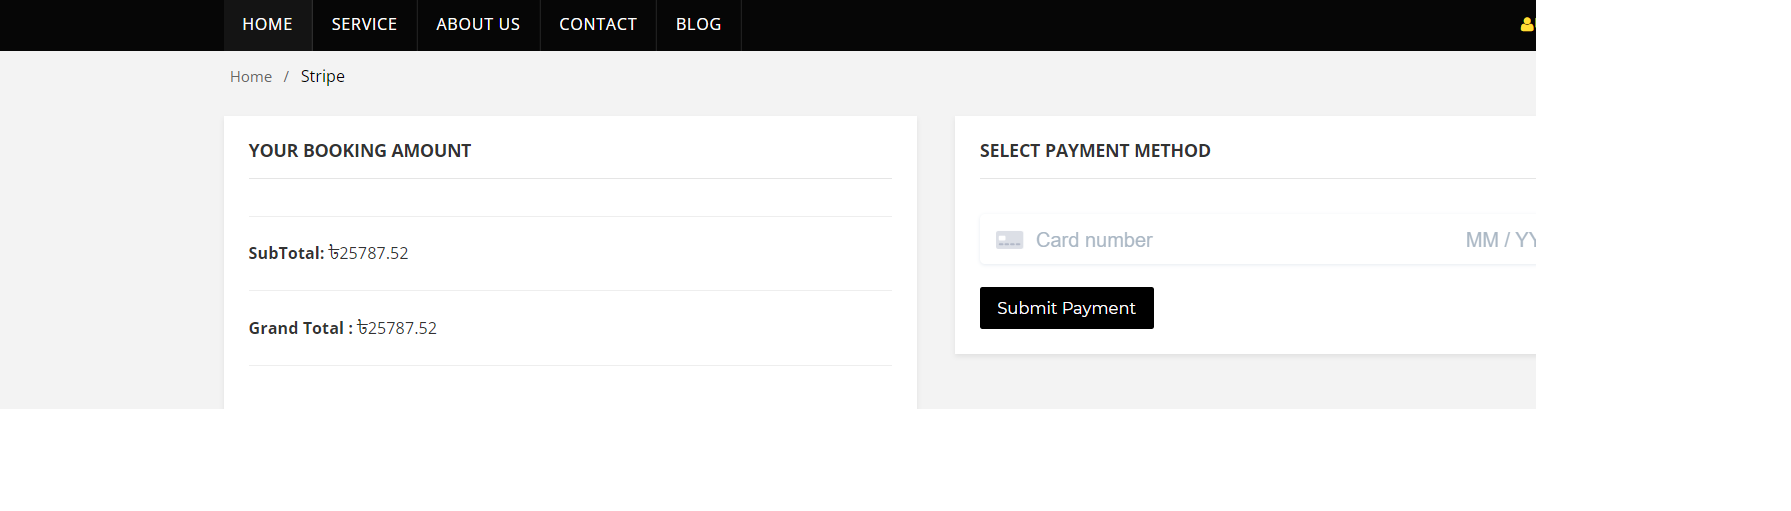 HOME SERVICE ABOUT US CONTACT BLOG
Home / Stripe
YOUR BOOKING AMOUNT
SubTotal: ৳25787.52
Grand Total : ৳25787.52
SELECT PAYMENT METHOD
Card number MM / YY
Submit Payment